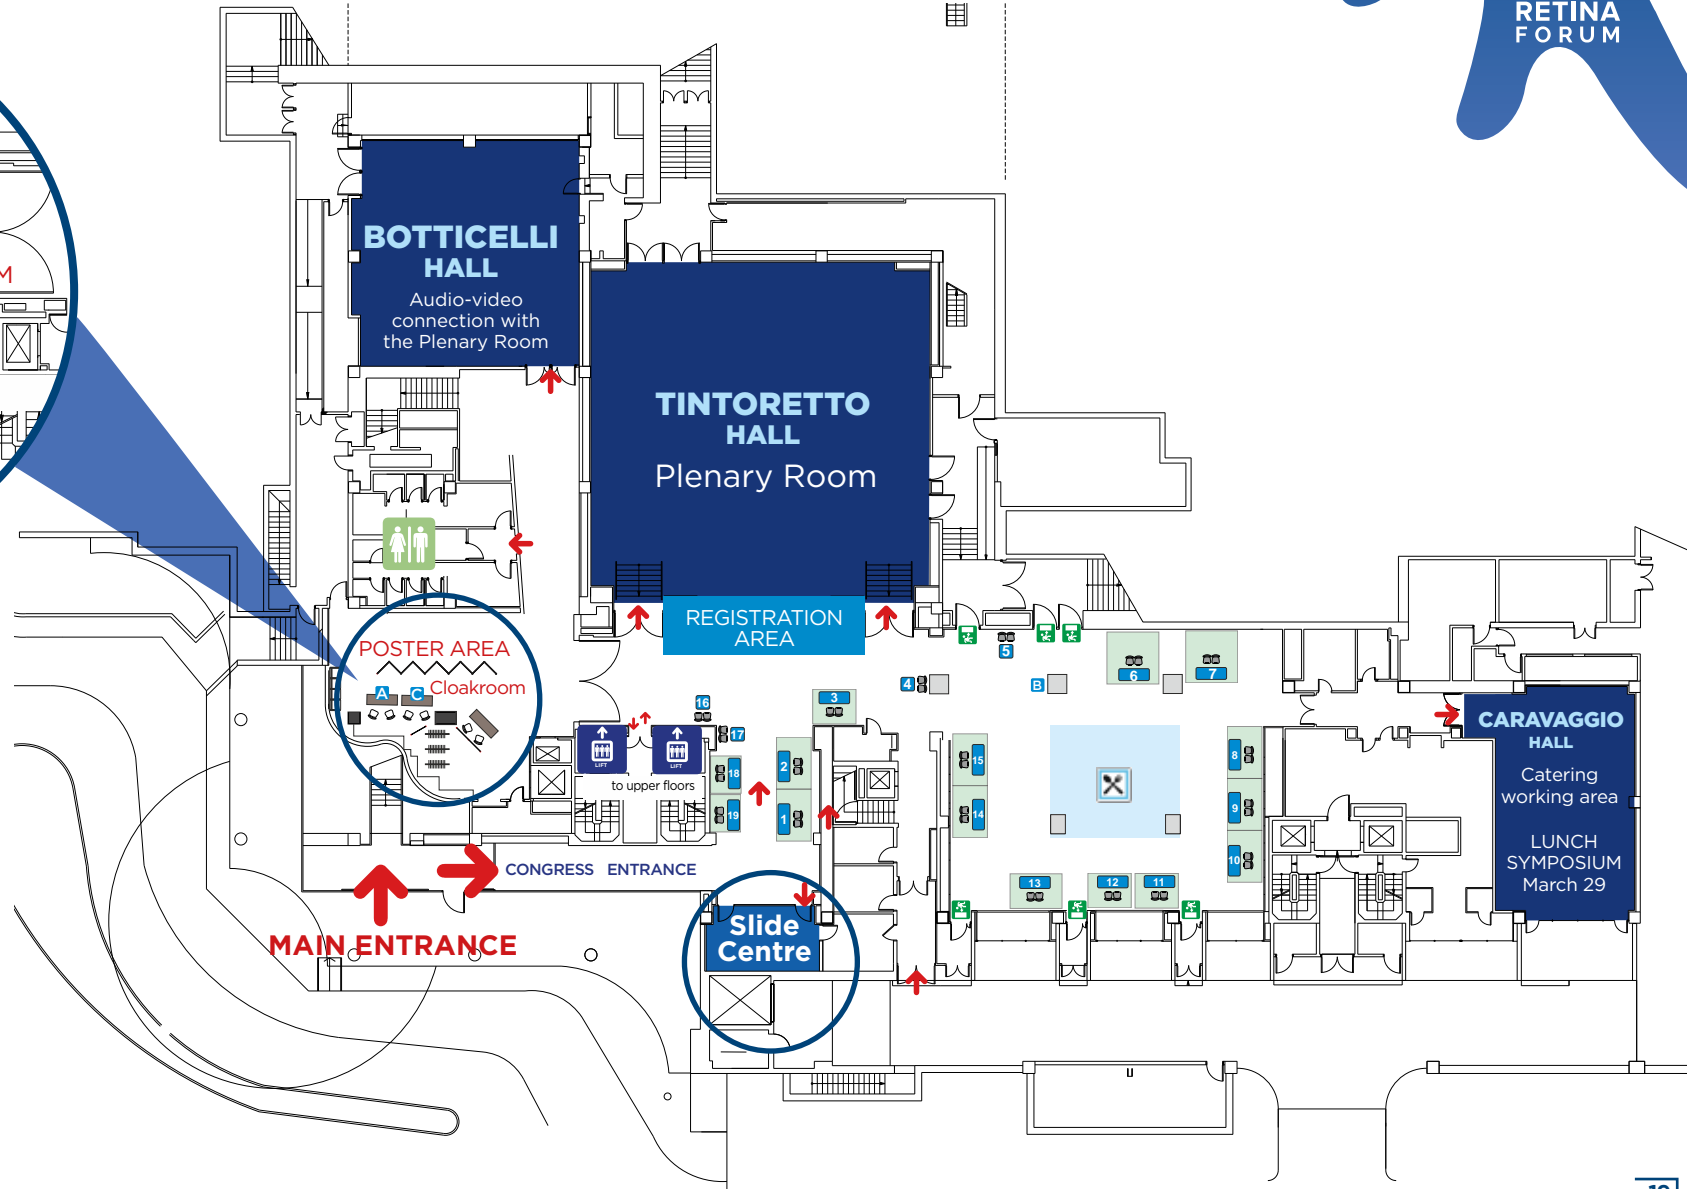 RETINA
FORUM
M
BOTTICELLI
HALL
Audio-video
connection with
the Plenary Room
TINTORETTO
HALL
Plenary Room
REGISTRATION
AREA
POSTER AREA
A
C
Cloakroom
5
4
B
6
7
16
3
17
CARAVAGGIO
HALL
Catering
working area
LUNCH
SYMPOSIUM
March 29
LIFT
LIFT
to upper floors
18
2
15
8
19
1
14
9
10
13
12
11
CONGRESS ENTRANCE
MAIN ENTRANCE
Slide
Centre